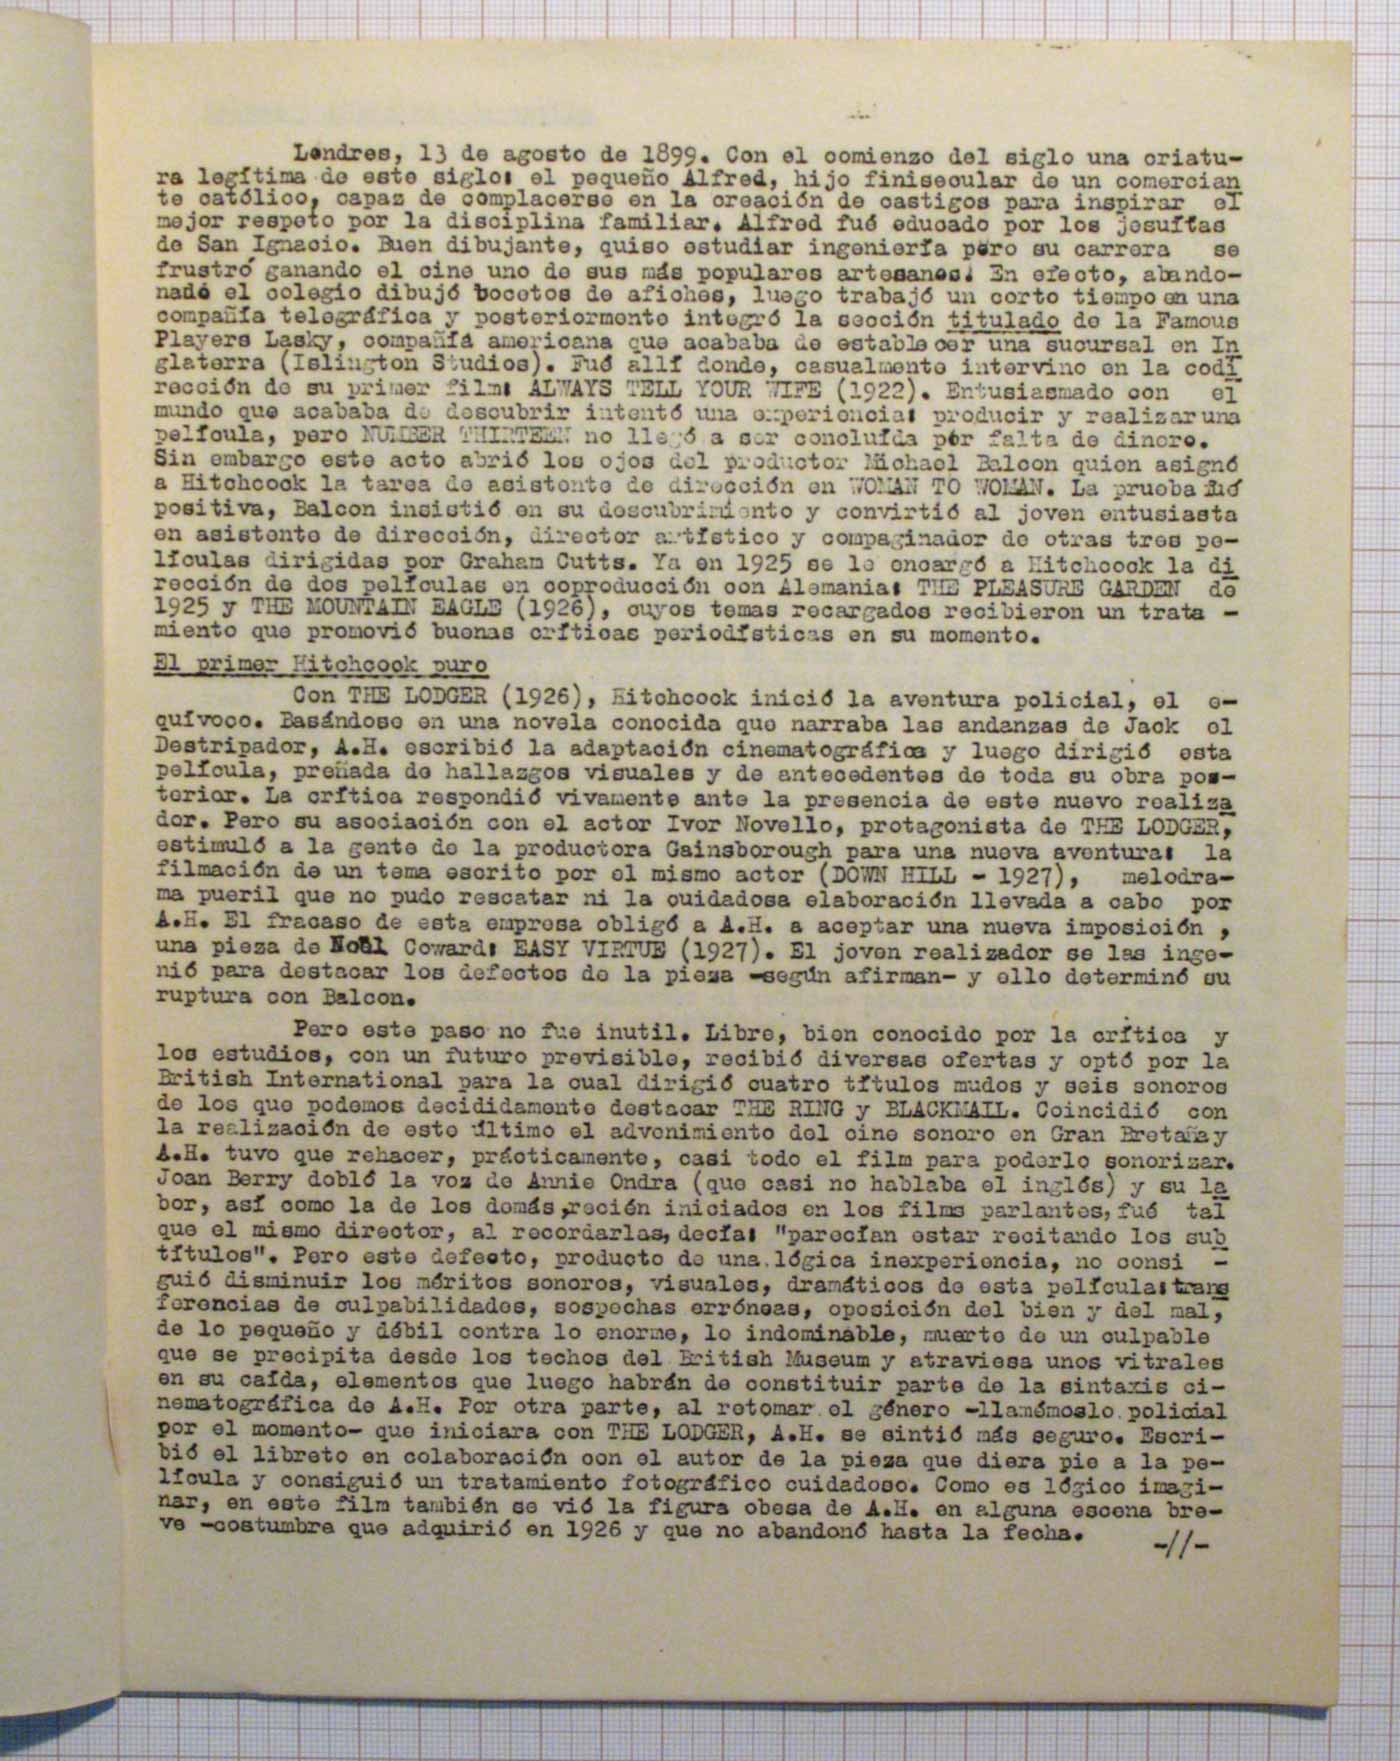 Londres, 13 de agosto de 1899. Con el comienzo del siglo una criatu-
ra legítima de este siglo: el pequeño Alfred, hijo finisecular de un comercian
te católico, capaz de complacerse en la creación de castigos para inspirar el
mejor respeto por la disciplina familiar. Alfred fué educado por los jesuítas
de San Ignacio. Buen dibujante, quiso estudiar ingeniería pero su carrera se
frustró ganando el cine uno de sus más populares artesanos. En efecto, abando-
nado el colegio dibujó bocetos de afiches, luego trabajó un corto tiempo en una
compañía telegráfica y posteriormente integró la sección titulado de la Famous
Players Lasky, compañía americana que acababa de establecer una sucursal en In
glaterra (Islington Studios). Fué allí donde, casualmente intervino en la codi
rección de su primer film: ALWAYS TELL YOUR WIFE (1922). Entusiasmado con el
mundo que acababa de descubrir intentó una experiencia: producir y realizar una
película, pero NUMBER THIRTEEN no llegó a ser concluída por falta de dinero.
Sin embargo este acto abrió los ojos del productor Michael Balcon quien asignó
a Hitchcock la tarea de asistente de dirección en WOMAN TO WOMAN. La prueba fué
positiva, Balcon insistió en su descubrimiento y convirtió al joven entusiasta
en asistente de dirección, director artístico y compaginador de otras tres pe-
lículas dirigidas por Graham Cutts. Ya en 1925 se le encargó a Hitchcock la di
rección de dos películas en coproducción con Alemania: THE PLEASURE GARDEN de
1925 y THE MOUNTAIN EAGLE (1926), cuyos temas recargados recibieron un trata -
miento que promovió buenas críticas periodísticas en su momento.
El primer Hitchcock puro
Con THE LODGER (1926), Hitchcock inició la aventura policial, el e-
quívoco. Basándose en una novela conocida que narraba las andanzas de Jack el
Destripador, A.H. escribió la adaptación cinematográfica y luego dirigió esta
película, preñada de hallazgos visuales y de antecedentes de toda su obra pos-
terior. La crítica respondió vivamente ante la presencia de este nuevo realiza
dor. Pero su asociación con el actor Ivor Novello, protagonista de THE LODGER,
estimuló a la gente de la productora Gainsborough para una nueva aventura: la
filmación de un tema escrito por el mismo actor (DOWN HILL - 1927), melodra-
ma pueril que no pudo rescatar ni la cuidadosa elaboración llevada a cabo por
A.H. El fracaso de esta empresa obligó a A.H. a aceptar una nueva imposición ,
una pieza de Noël Coward: EASY VIRTUE (1927). El joven realizador se las inge-
nió para destacar los defectos de la pieza -según afirman- y ello determinó su
ruptura con Balcon.
Pero este paso no fue inutil. Libre, bien conocido por la crítica y
los estudios, con un futuro previsible, recibió diversas ofertas y optó por la
British International para la cual dirigió cuatro títulos mudos y seis sonoros
de los que podemos decididamente destacar THE RING y BLACKMAIL. Coincidió con
la realización de este último el advenimiento del cine sonoro en Gran Bretaña y
A.H. tuvo que rehacer, prácticamente, casi todo el film para poderlo sonorizar.
Joan Berry dobló la voz de Annie Ondra (que casi no hablaba el inglés) y su la
bor, así como la de los demás, recién iniciados en los films parlantes, fué tal
que el mismo director, al recordarlas, decía: "parecían estar recitando los sub
títulos". Pero este defecto, producto de una lógica inexperiencia, no consi -
guió disminuir los méritos sonoros, visuales, dramáticos de esta película: trans
ferencias de culpabilidades, sospechas erróneas, oposición del bien y del mal,
de lo pequeño y débil contra lo enorme, lo indominable, muerte de un culpable
que se precipita desde los techos del British Museum y atraviesa unos vitrales
en su caída, elementos que luego habrán de constituir parte de la sintaxis ci-
nematográfica de A.H. Por otra parte, al retomar el género -llamémoslo policial
por el momento- que iniciara con THE LODGER, A.H. se sintió más seguro. Escri-
bió el libreto en colaboración con el autor de la pieza que diera pie a la pe-
lícula y consiguió un tratamiento fotográfico cuidadoso. Como es lógico imagi-
nar, en este film también se vió la figura obesa de A.H. en alguna escena bre-
ve -costumbre que adquirió en 1926 y que no abandonó hasta la fecha.
-//-